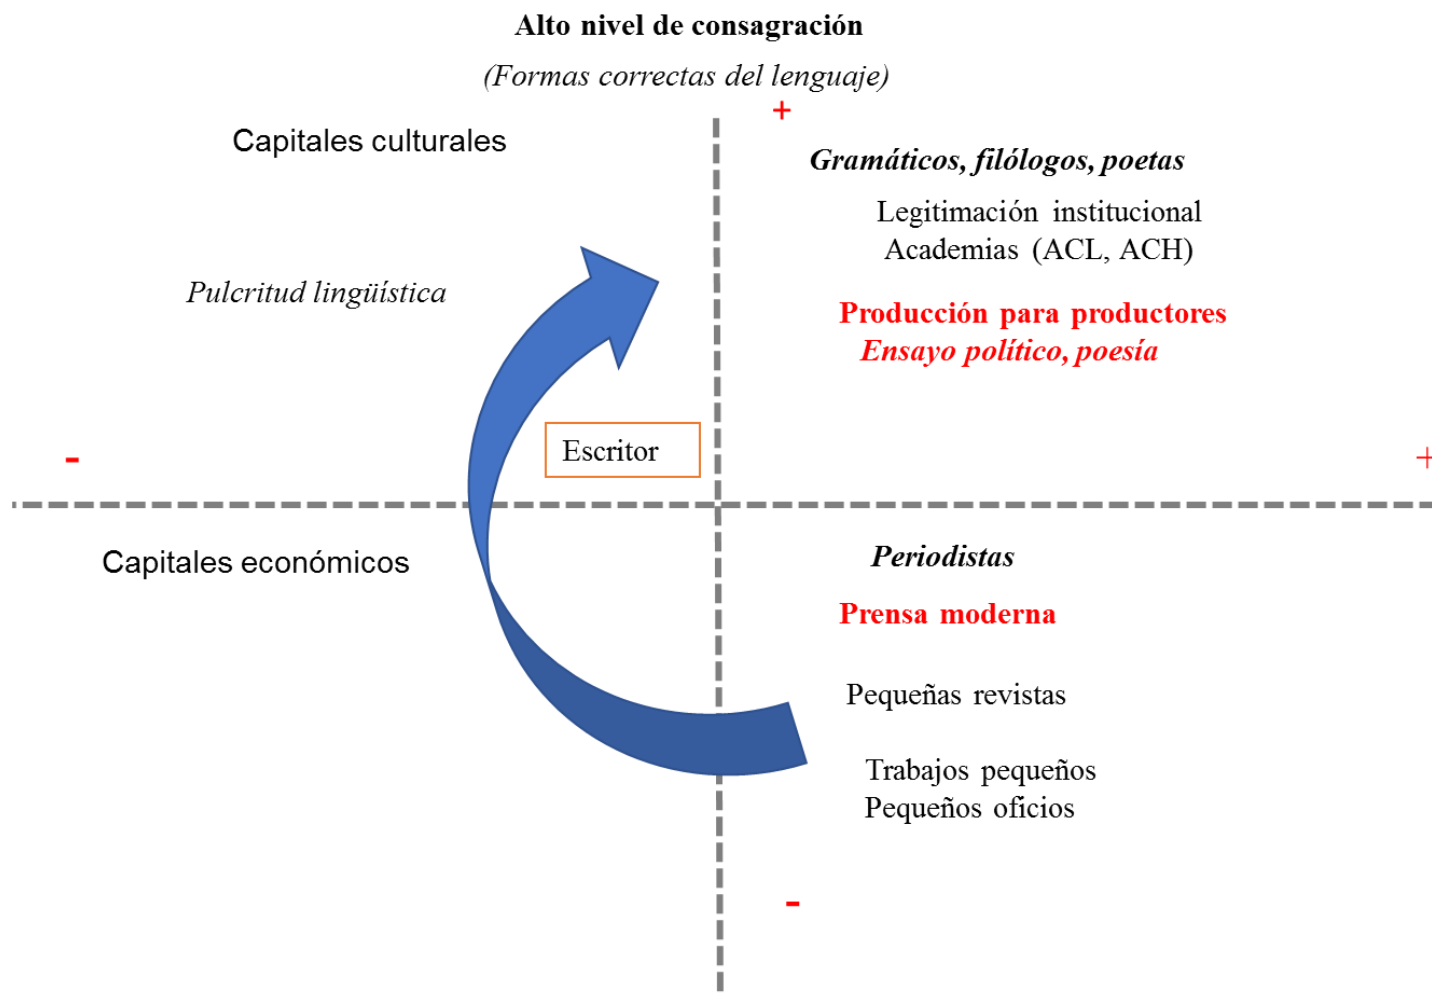 Alto nivel de consagración
(Formas correctas del lenguaje)
+
Capitales culturales
Gramáticos, filólogos, poetas
Legitimación institucional
Academias (ACL, ACH)
Pulcritud lingüística
Producción para productores
Ensayo político, poesía
Escritor
-
+
Capitales económicos
Periodistas
Prensa moderna
Pequeñas revistas
Trabajos pequeños
Pequeños oficios
-